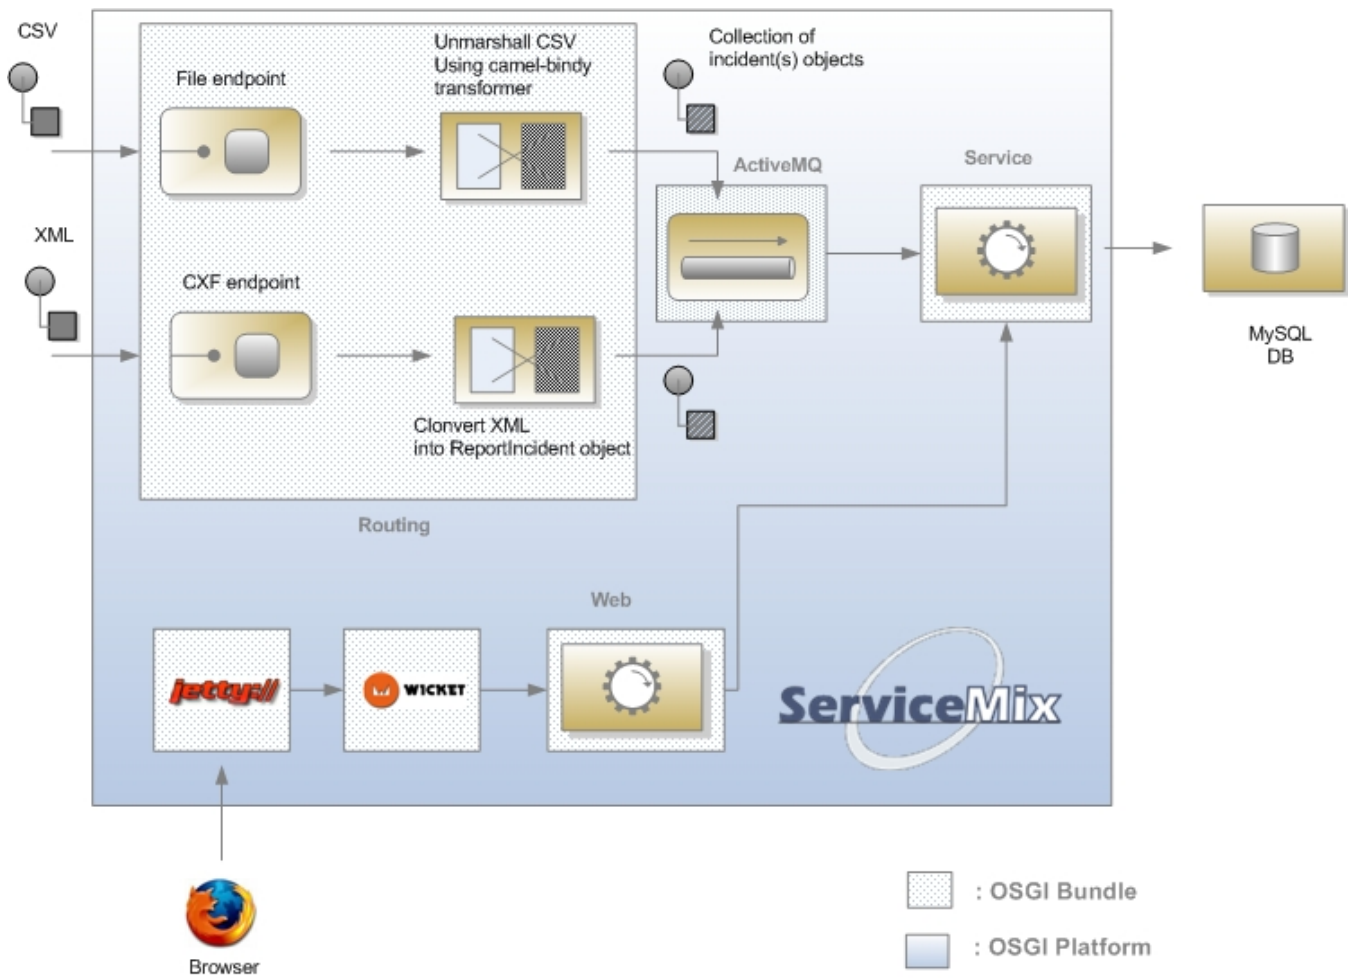 CSV
File endpoint
Unmarshall CSV
Using camel-bindy
transformer
Collection of
incident(s) objects
ActiveMQ
Service
XML
CXF endpoint
MySQL
DB
Clonvert XML
into ReportIncident object
Routing
Web
jetty://
WICKET
ServiceMix
Browser
: OSGI Bundle
: OSGI Platform